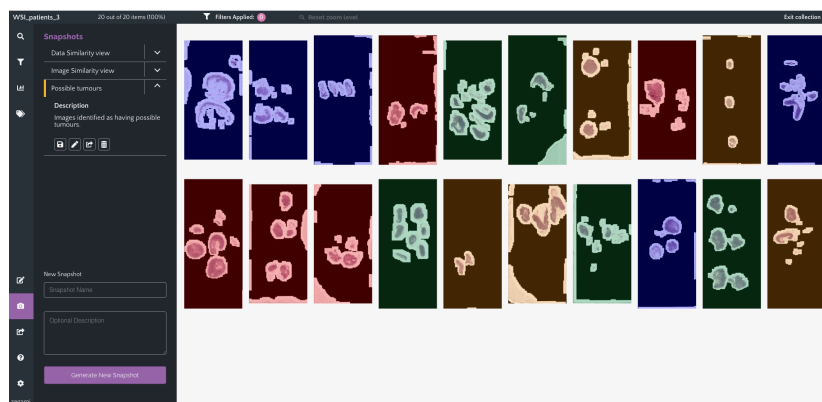 WSI_patients_3
20 out of 20 items (100%)
Filters Applied: 0
Reset zoom level
Exit collection
Snapshots
Data Similarity view
Image Similarity view
Possible tumours
Description
Images identified as having possible
tumours.
New Snapshot
Snapshot Name
Optional Description
Generate New Snapshot
zegami